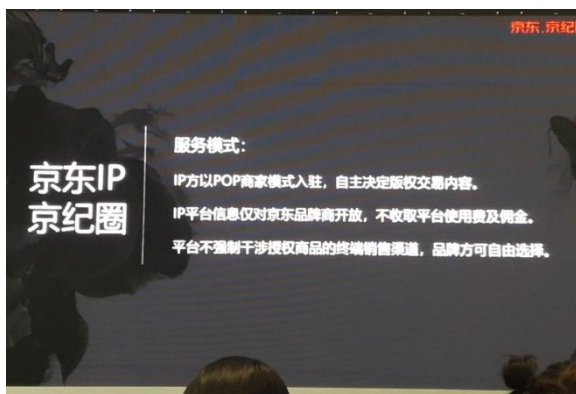 京东.京纪
服务模式：
京东IP
京纪圈
IP方以POP商家模式入驻，自主决定版权交易内容。
IP平台信息仅对京东品牌商开放，不收取平台使用费及佣金。
平台不强制干涉授权商品的终端销售渠道，品牌方可自由选择。